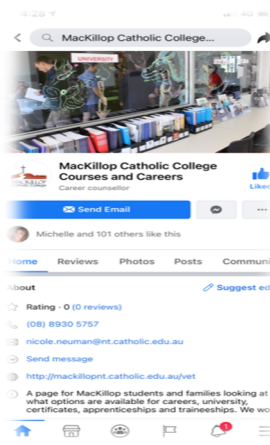 4:28
MacKillop Catholic College...
UNIVERSITY
MacKillop Catholic College
Courses and Careers
Career counsellor
Liked
Send Email
Michelle and 101 others like this
Home Reviews Photos Posts Communi
About
Suggest ed
Rating · 0 (0 reviews)
(08) 8930 5757
nicole.neuman@nt.catholic.edu.au
Send message
http://mackillopnt.catholic.edu.au/vet
A page for MacKillop students and families looking at
what options are available for careers, university,
certificates, apprenticeships and traineeships. We wo
1